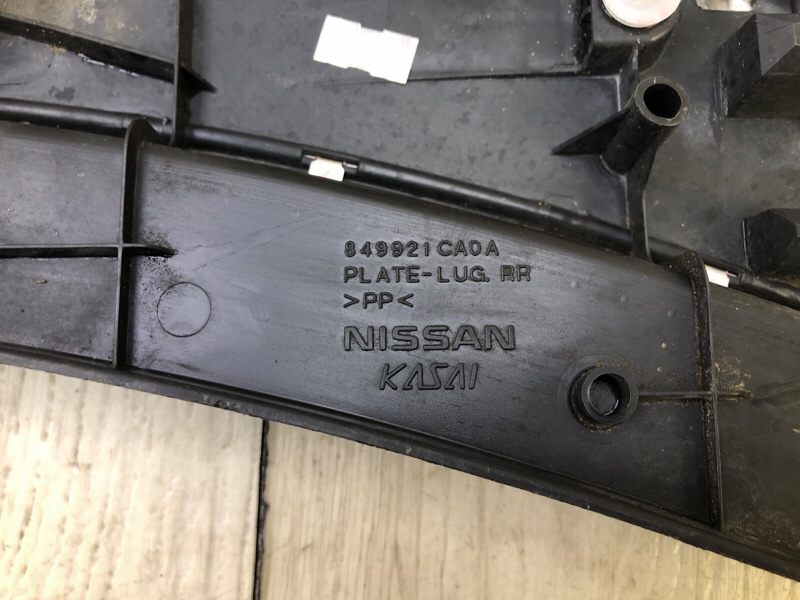 849921CA0A
PLATE-LUG. RR
>PP<
NISSAN
KASAI